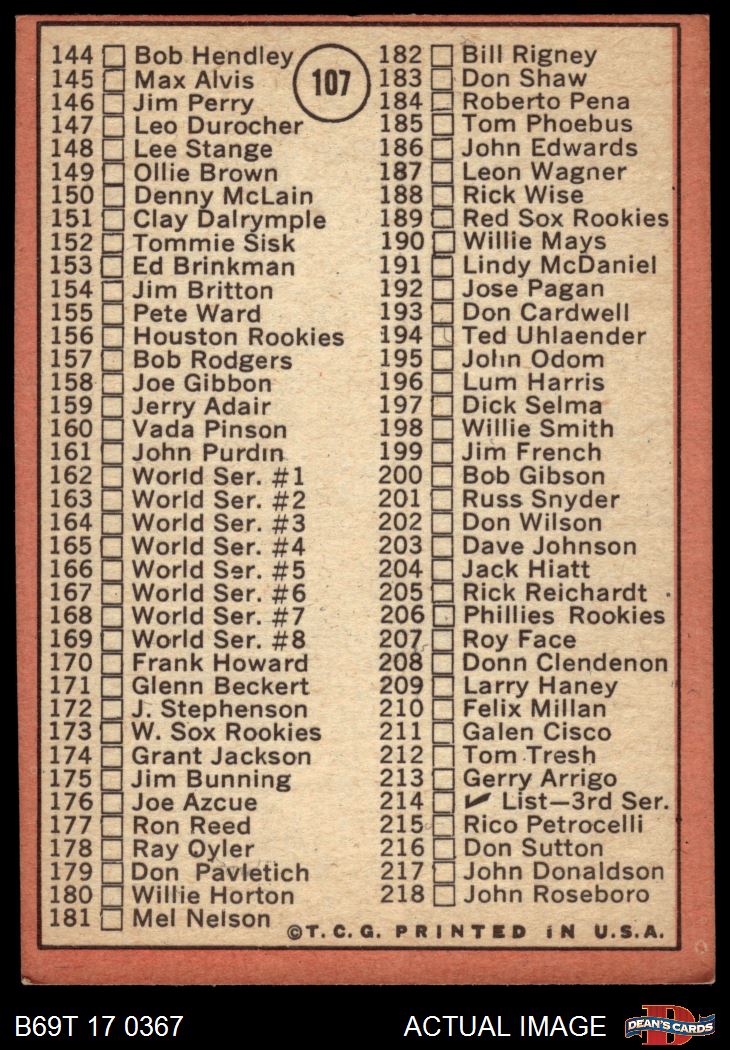 107
144 Bob Hendley
145 Max Alvis
146 Jim Perry
147 Leo Durocher
148 Lee Stange
149 Ollie Brown
150 Denny McLain
151 Clay Dalrymple
152 Tommie Sisk
153 Ed Brinkman
154 Jim Britton
155 Pete Ward
156 Houston Rookies
157 Bob Rodgers
158 Joe Gibbon
159 Jerry Adair
160 Vada Pinson
161 John Purdin
162 World Ser. #1
163 World Ser. #2
164 World Ser. #3
165 World Ser. #4
166 World Ser. #5
167 World Ser. #6
168 World Ser. #7
169 World Ser. #8
170 Frank Howard
171 Glenn Beckert
172 J. Stephenson
173 W. Sox Rookies
174 Grant Jackson
175 Jim Bunning
176 Joe Azcue
177 Ron Reed
178 Ray Oyler
179 Don Pavletich
180 Willie Horton
181 Mel Nelson
182 Bill Rigney
183 Don Shaw
184 Roberto Pena
185 Tom Phoebus
186 John Edwards
187 Leon Wagner
188 Rick Wise
189 Red Sox Rookies
190 Willie Mays
191 Lindy McDaniel
192 Jose Pagan
193 Don Cardwell
194 Ted Uhlaender
195 John Odom
196 Lum Harris
197 Dick Selma
198 Willie Smith
199 Jim French
200 Bob Gibson
201 Russ Snyder
202 Don Wilson
203 Dave Johnson
204 Jack Hiatt
205 Rick Reichardt
206 Phillies Rookies
207 Roy Face
208 Donn Clendenon
209 Larry Haney
210 Felix Millan
211 Galen Cisco
212 Tom Tresh
213 Gerry Arrigo
214 ✔ List—3rd Ser.
215 Rico Petrocelli
216 Don Sutton
217 John Donaldson
218 John Roseboro
©T.C.G. PRINTED IN U.S.A.
B69T 17 0367
ACTUAL IMAGE
DEAN'S CARDS